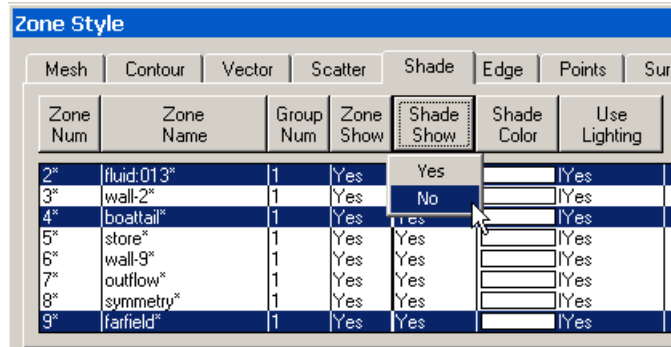 Zone Style
Mesh Contour Vector Scatter Shade Edge Points Sur
Zone Num Zone Name Group Num Zone Show Shade Show Shade Color Use Lighting
2* fluid:013* 1 Yes Yes
3* wall-2* 1 Yes Yes
4* boattail* 1 Yes Yes Yes
5* store* 1 Yes Yes Yes
6* wall-9* 1 Yes Yes Yes
7* outflow* 1 Yes Yes Yes
8* symmetry* 1 Yes Yes Yes
9* farfield* 1 Yes Yes Yes
Yes
No